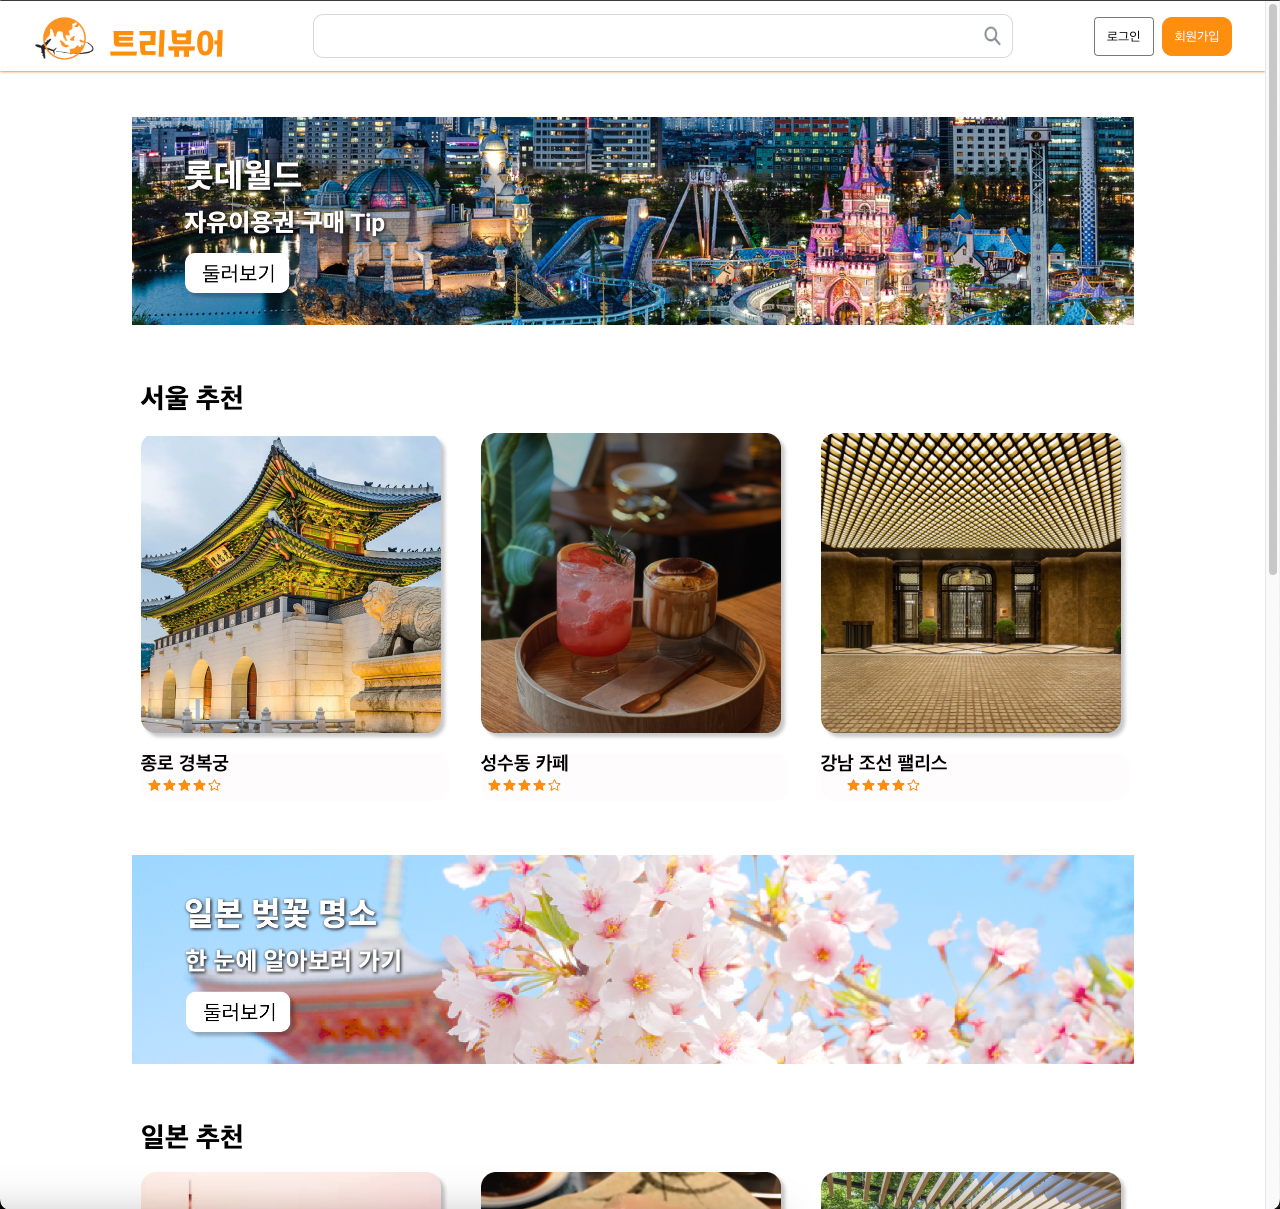 트리뷰어
로그인
회원가입
롯데월드
자유이용권 구매 Tip
둘러보기
서울 추천
종로 경복궁
성수동 카페
강남 조선 팰리스
일본 벚꽃 명소
한 눈에 알아보러 가기
둘러보기
일본 추천